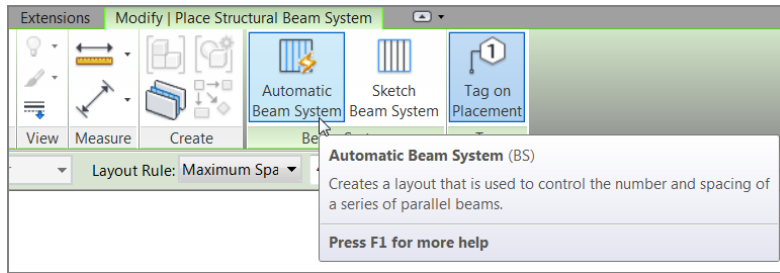 Extensions Modify | Place Structural Beam System
Automatic
Beam System
Sketch
Beam System
1
Tag on
Placement
View Measure Create
Layout Rule: Maximum Spa
Automatic Beam System (BS)
Creates a layout that is used to control the number and spacing of
a series of parallel beams.
Press F1 for more help